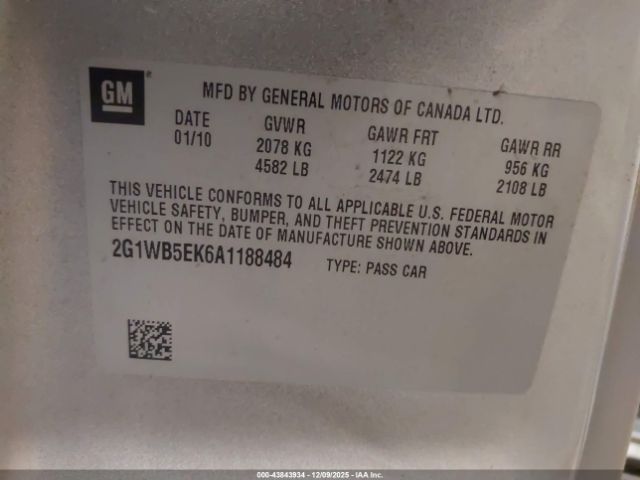 GM
MFD BY GENERAL MOTORS OF CANADA LTD.
DATE GVWR GAWR FRT GAWR RR
01/10 2078 KG 1122 KG 956 KG
4582 LB 2474 LB 2108 LB
THIS VEHICLE CONFORMS TO ALL APPLICABLE U.S. FEDERAL MOTOR
VEHICLE SAFETY, BUMPER, AND THEFT PREVENTION STANDARDS IN
EFFECT ON THE DATE OF MANUFACTURE SHOWN ABOVE.
2G1WB5EK6A1188484 TYPE: PASS CAR
000-43843934 - 12/09/2025 - IAA Inc.